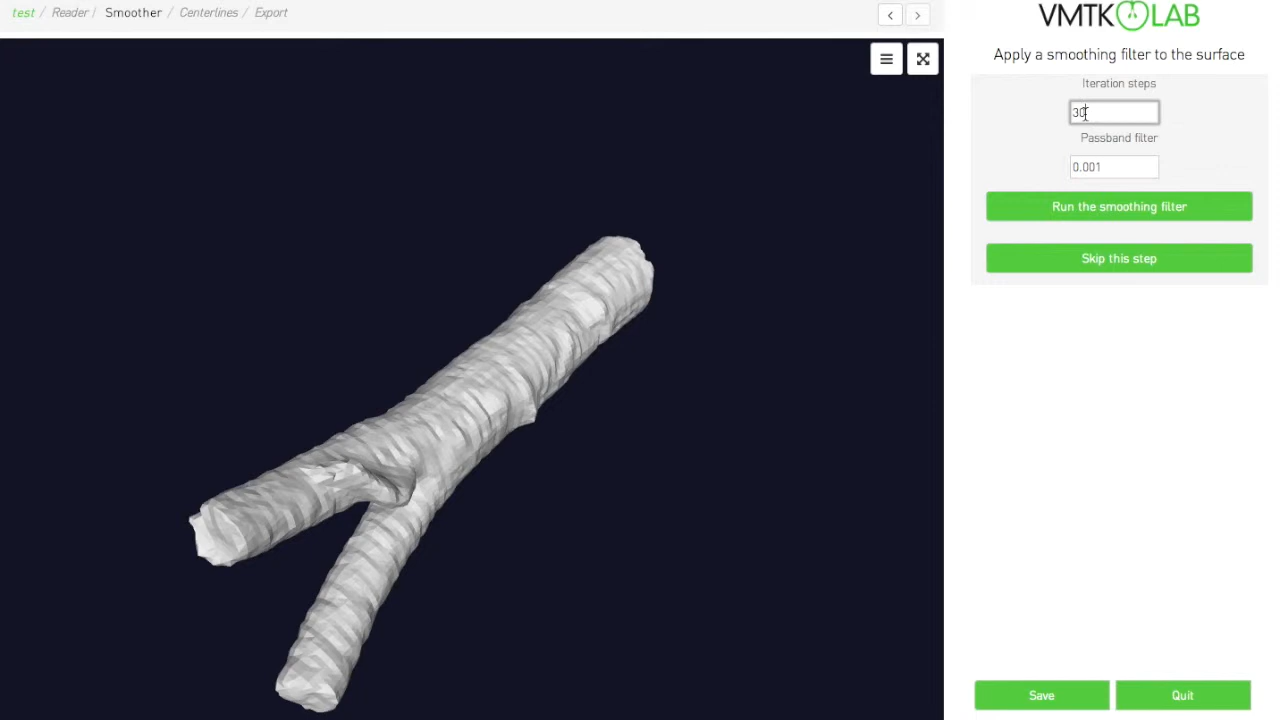 test / Reader / Smoother / Centerlines / Export
VMTK LAB
Apply a smoothing filter to the surface
Iteration steps
30
Passband filter
0.001
Run the smoothing filter
Skip this step
Save
Quit